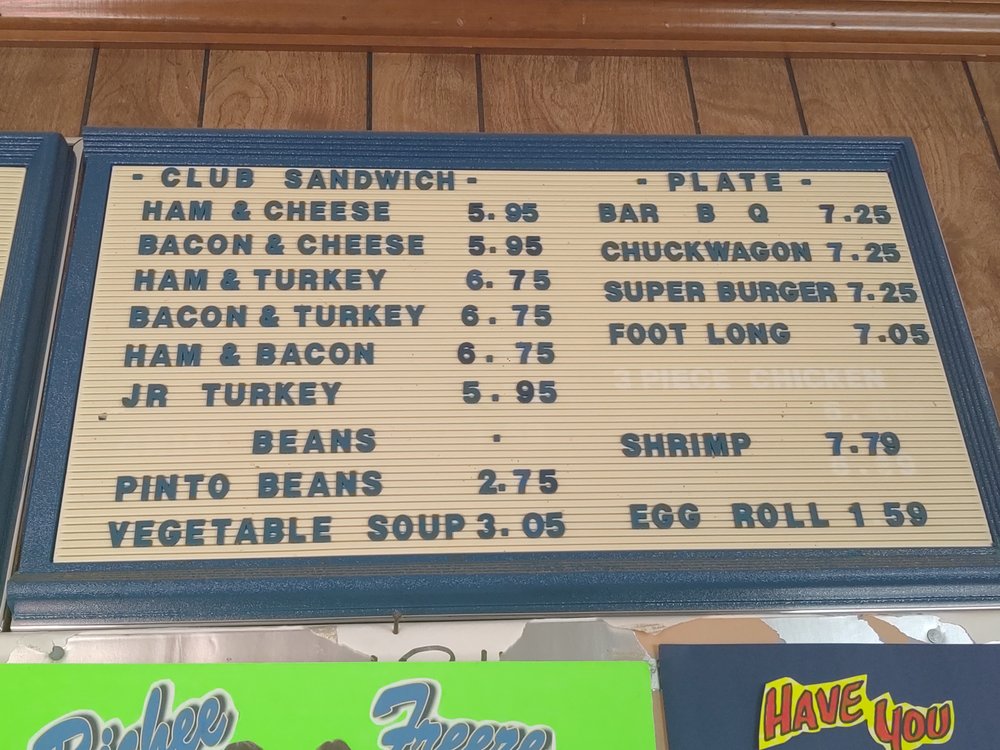 - CLUB SANDWICH -
HAM & CHEESE 5.95
BACON & CHEESE 5.95
HAM & TURKEY 6.75
BACON & TURKEY 6.75
HAM & BACON 6.75
JR TURKEY 5.95
BEANS .
PINTO BEANS 2.75
VEGETABLE SOUP 3.05
- PLATE -
BAR B Q 7.25
CHUCKWAGON 7.25
SUPER BURGER 7.25
FOOT LONG 7.05
3 PIECE CHICKEN
SHRIMP 7.79
EGG ROLL 1 59
Freeze
HAVE YOU